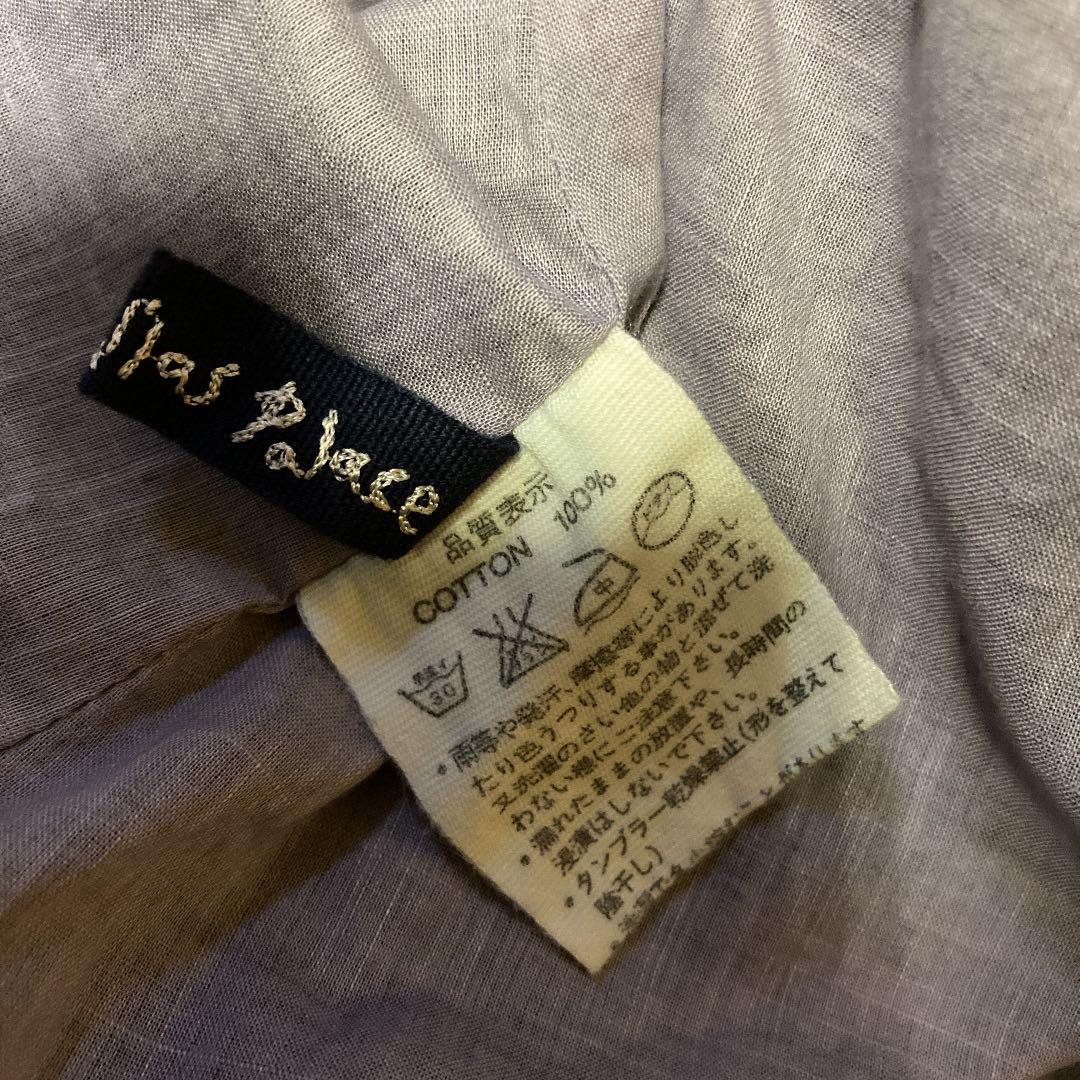 Palace
品質表示
COTTON 100%
30
中
・雨等や発汗、摩擦等により脱色し
たり色うつりする事があります。
又洗濯のさい他の物と混ぜて洗
わない様にご注意下さい。
・濡れたままの放置や、長時間の
浸漬はしないで下さい。
・タンブラー乾燥禁止(形を整えて
陰干し)